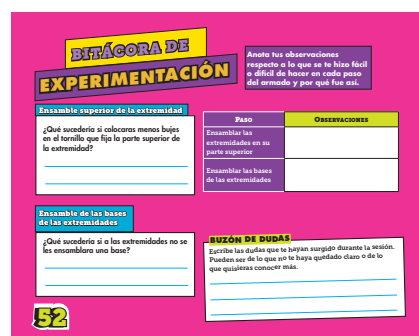 BITÁCORA DE
EXPERIMENTACIÓN
Anota tus observaciones
respecto a lo que se te hizo fácil
o difícil de hacer en cada paso
del armado y por qué fue así.
Ensamble superior de la extremidad
¿Qué sucedería si colocaras menos bujes
en el tornillo que fija la parte superior de
la extremidad?
PASO
OBSERVACIONES
Ensamblar las
extremidades en su
parte superior
Ensamblar las bases
de las extremidades
Ensamble de las bases
de las extremidades
¿Qué sucedería si a las extremidades no se
les ensamblara una base?
BUZÓN DE DUDAS
Escribe las dudas que te hayan surgido durante la sesión.
Pueden ser de lo que no te haya quedado claro o de lo
que quisieras conocer más.
52